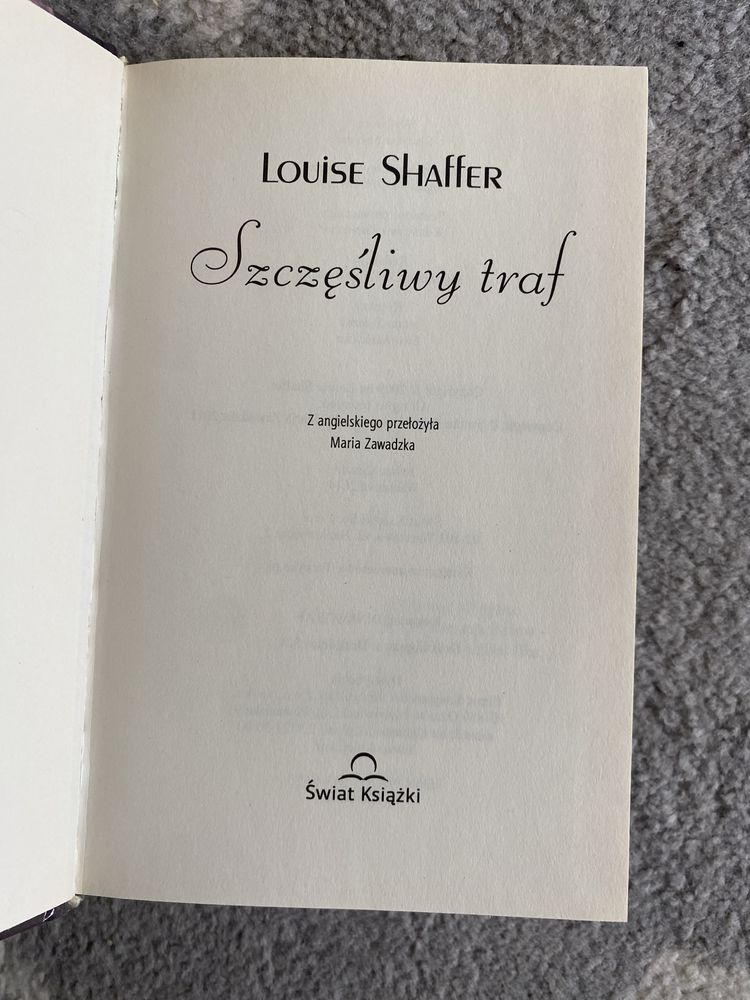 Louise Shaffer
Szczęśliwy traf
Z angielskiego przełożyła
Maria Zawadzka
Świat Książki